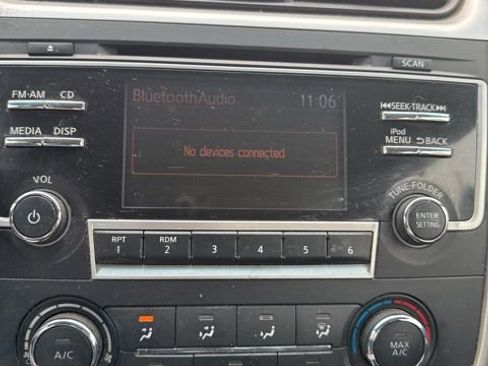 SCAN
FM·AM CD
BluetoothAudio 11:06
SEEK·TRACK
MEDIA DISP
No devices connected
iPod
MENU BACK
VOL
TUNE·FOLDER
ENTER
SETTING
RPT RDM
1 2 3 4 5 6
A/C
MAX
A/C